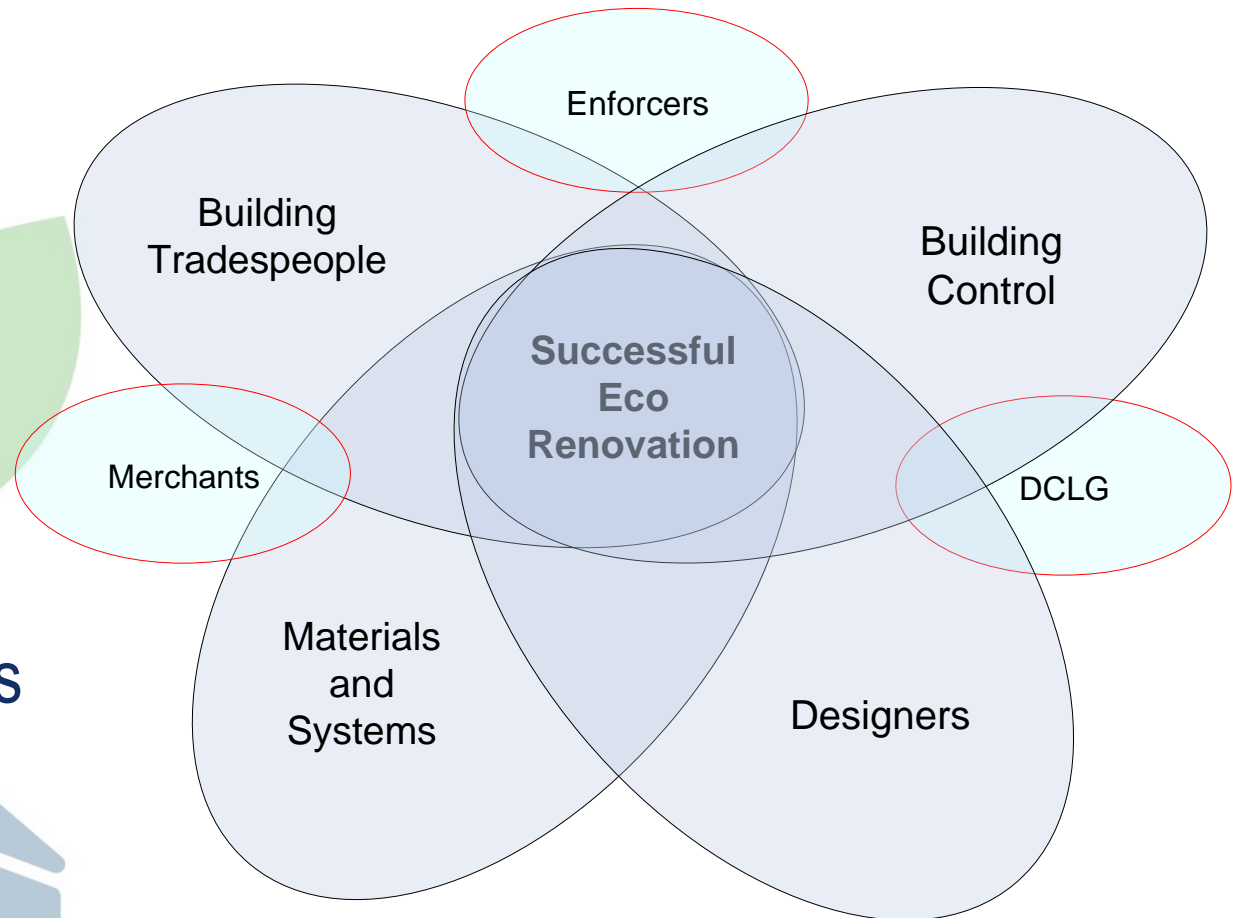 Enforcers
Building
Tradespeople
Building
Control
Successful
Eco
Renovation
Merchants
DCLG
Materials
and
Systems
Designers
s